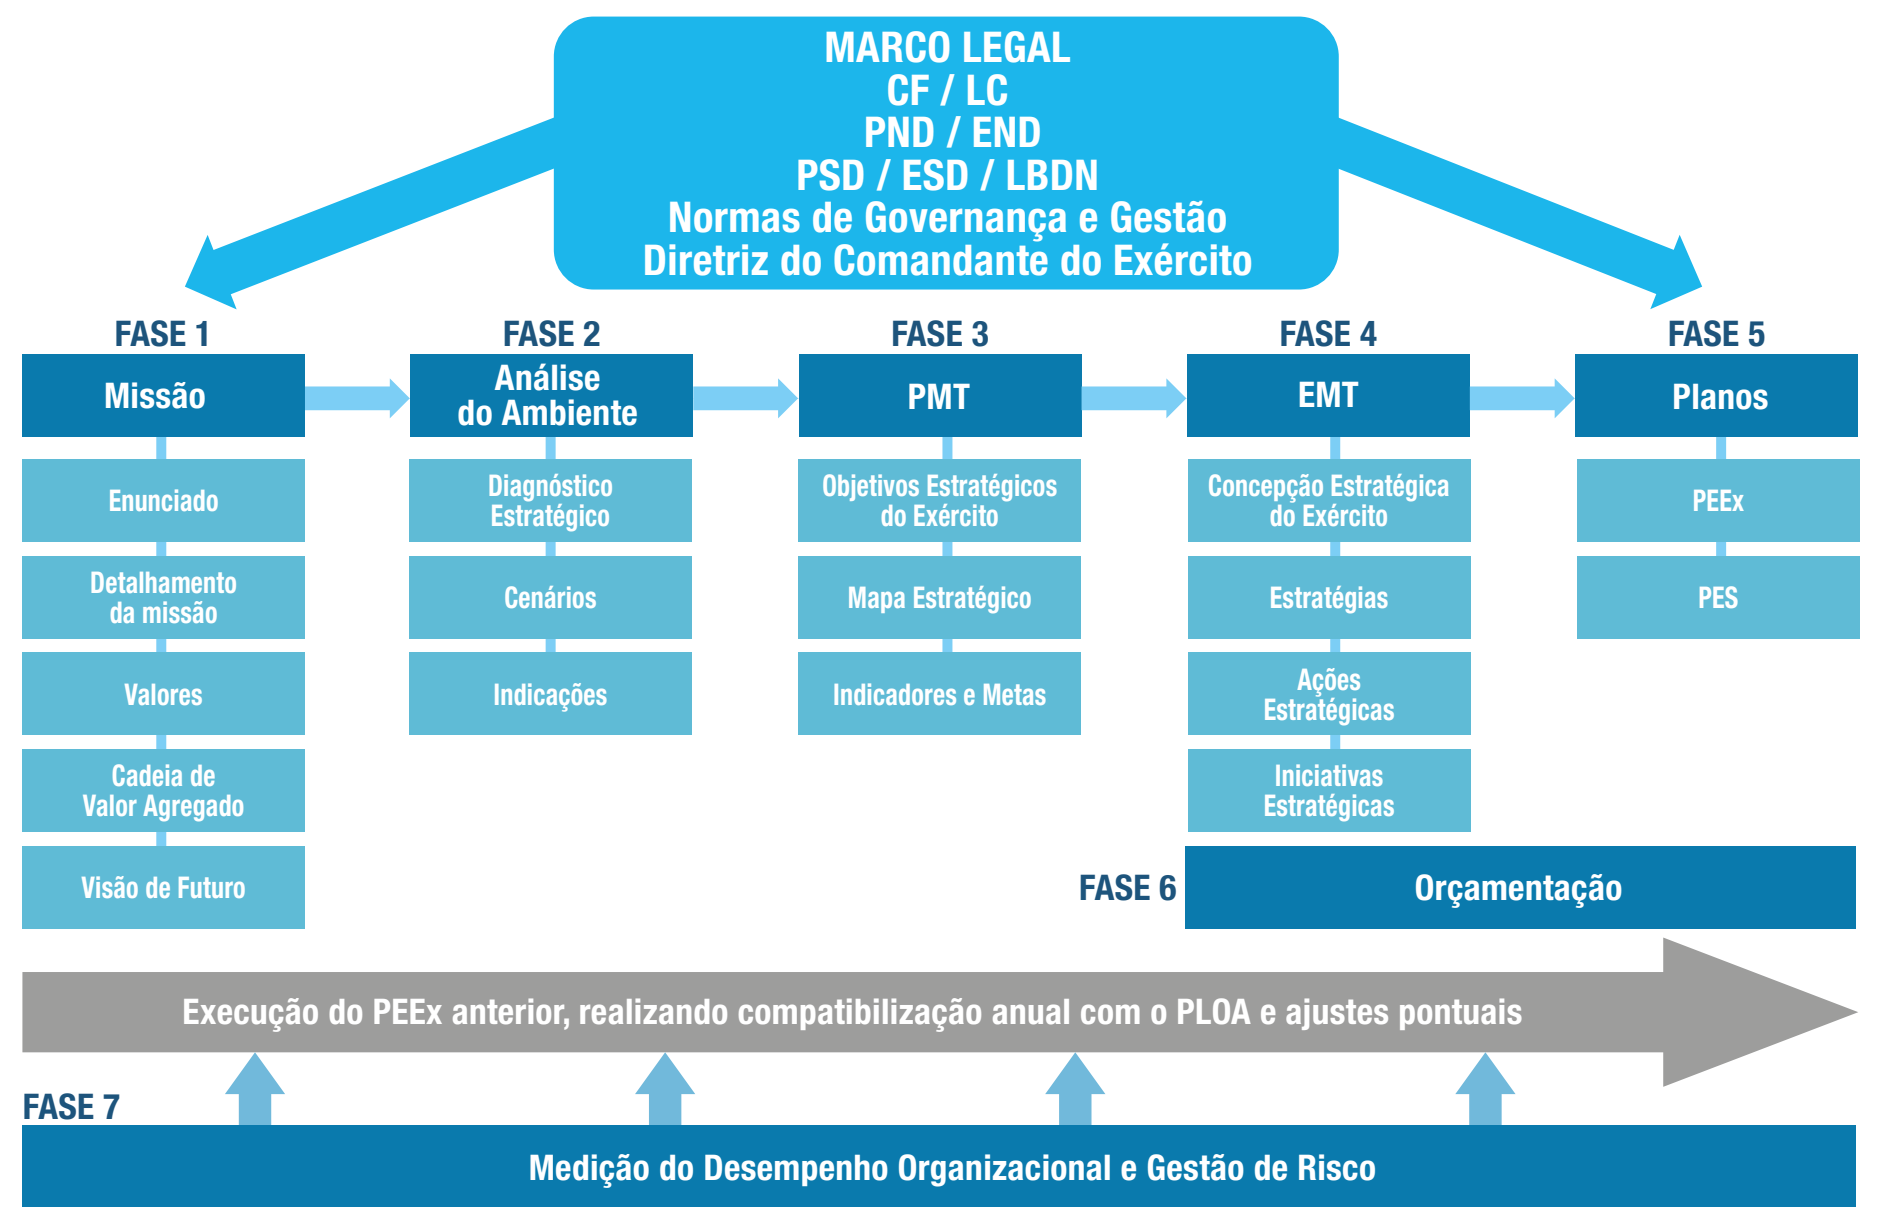 MARCO LEGAL
CF / LC
PND / END
PSD / ESD / LBDN
Normas de Governança e Gestão
Diretriz do Comandante do Exército
FASE 1
Missão
Enunciado
Detalhamento
da missão
Valores
Cadeia de
Valor Agregado
Visão de Futuro
FASE 2
Análise
do Ambiente
Diagnóstico
Estratégico
Cenários
Indicações
FASE 3
PMT
Objetivos Estratégicos
do Exército
Mapa Estratégico
Indicadores e Metas
FASE 4
EMT
Concepção Estratégica
do Exército
Estratégias
Ações
Estratégicas
Iniciativas
Estratégicas
FASE 5
Planos
PEEx
PES
FASE 6
Orçamentação
Execução do PEEx anterior, realizando compatibilização anual com o PLOA e ajustes pontuais
FASE 7
Medição do Desempenho Organizacional e Gestão de Risco